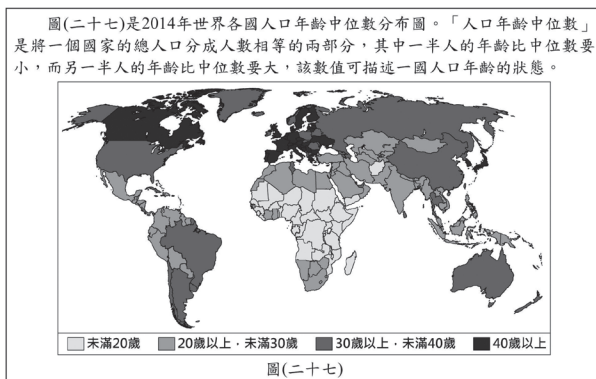 圖(二十七)是2014年世界各國人口年齡中位數分布圖。「人口年齡中位數」
是將一個國家的總人口分成人數相等的兩部分,其中一半人的年齡比中位數要
小,而另一半人的年齡比中位數要大,該數值可描述一國人口年齡的狀態。
未滿20歲 20歲以上,未滿30歲 30歲以上,未滿40歲 40歲以上
圖(二十七)